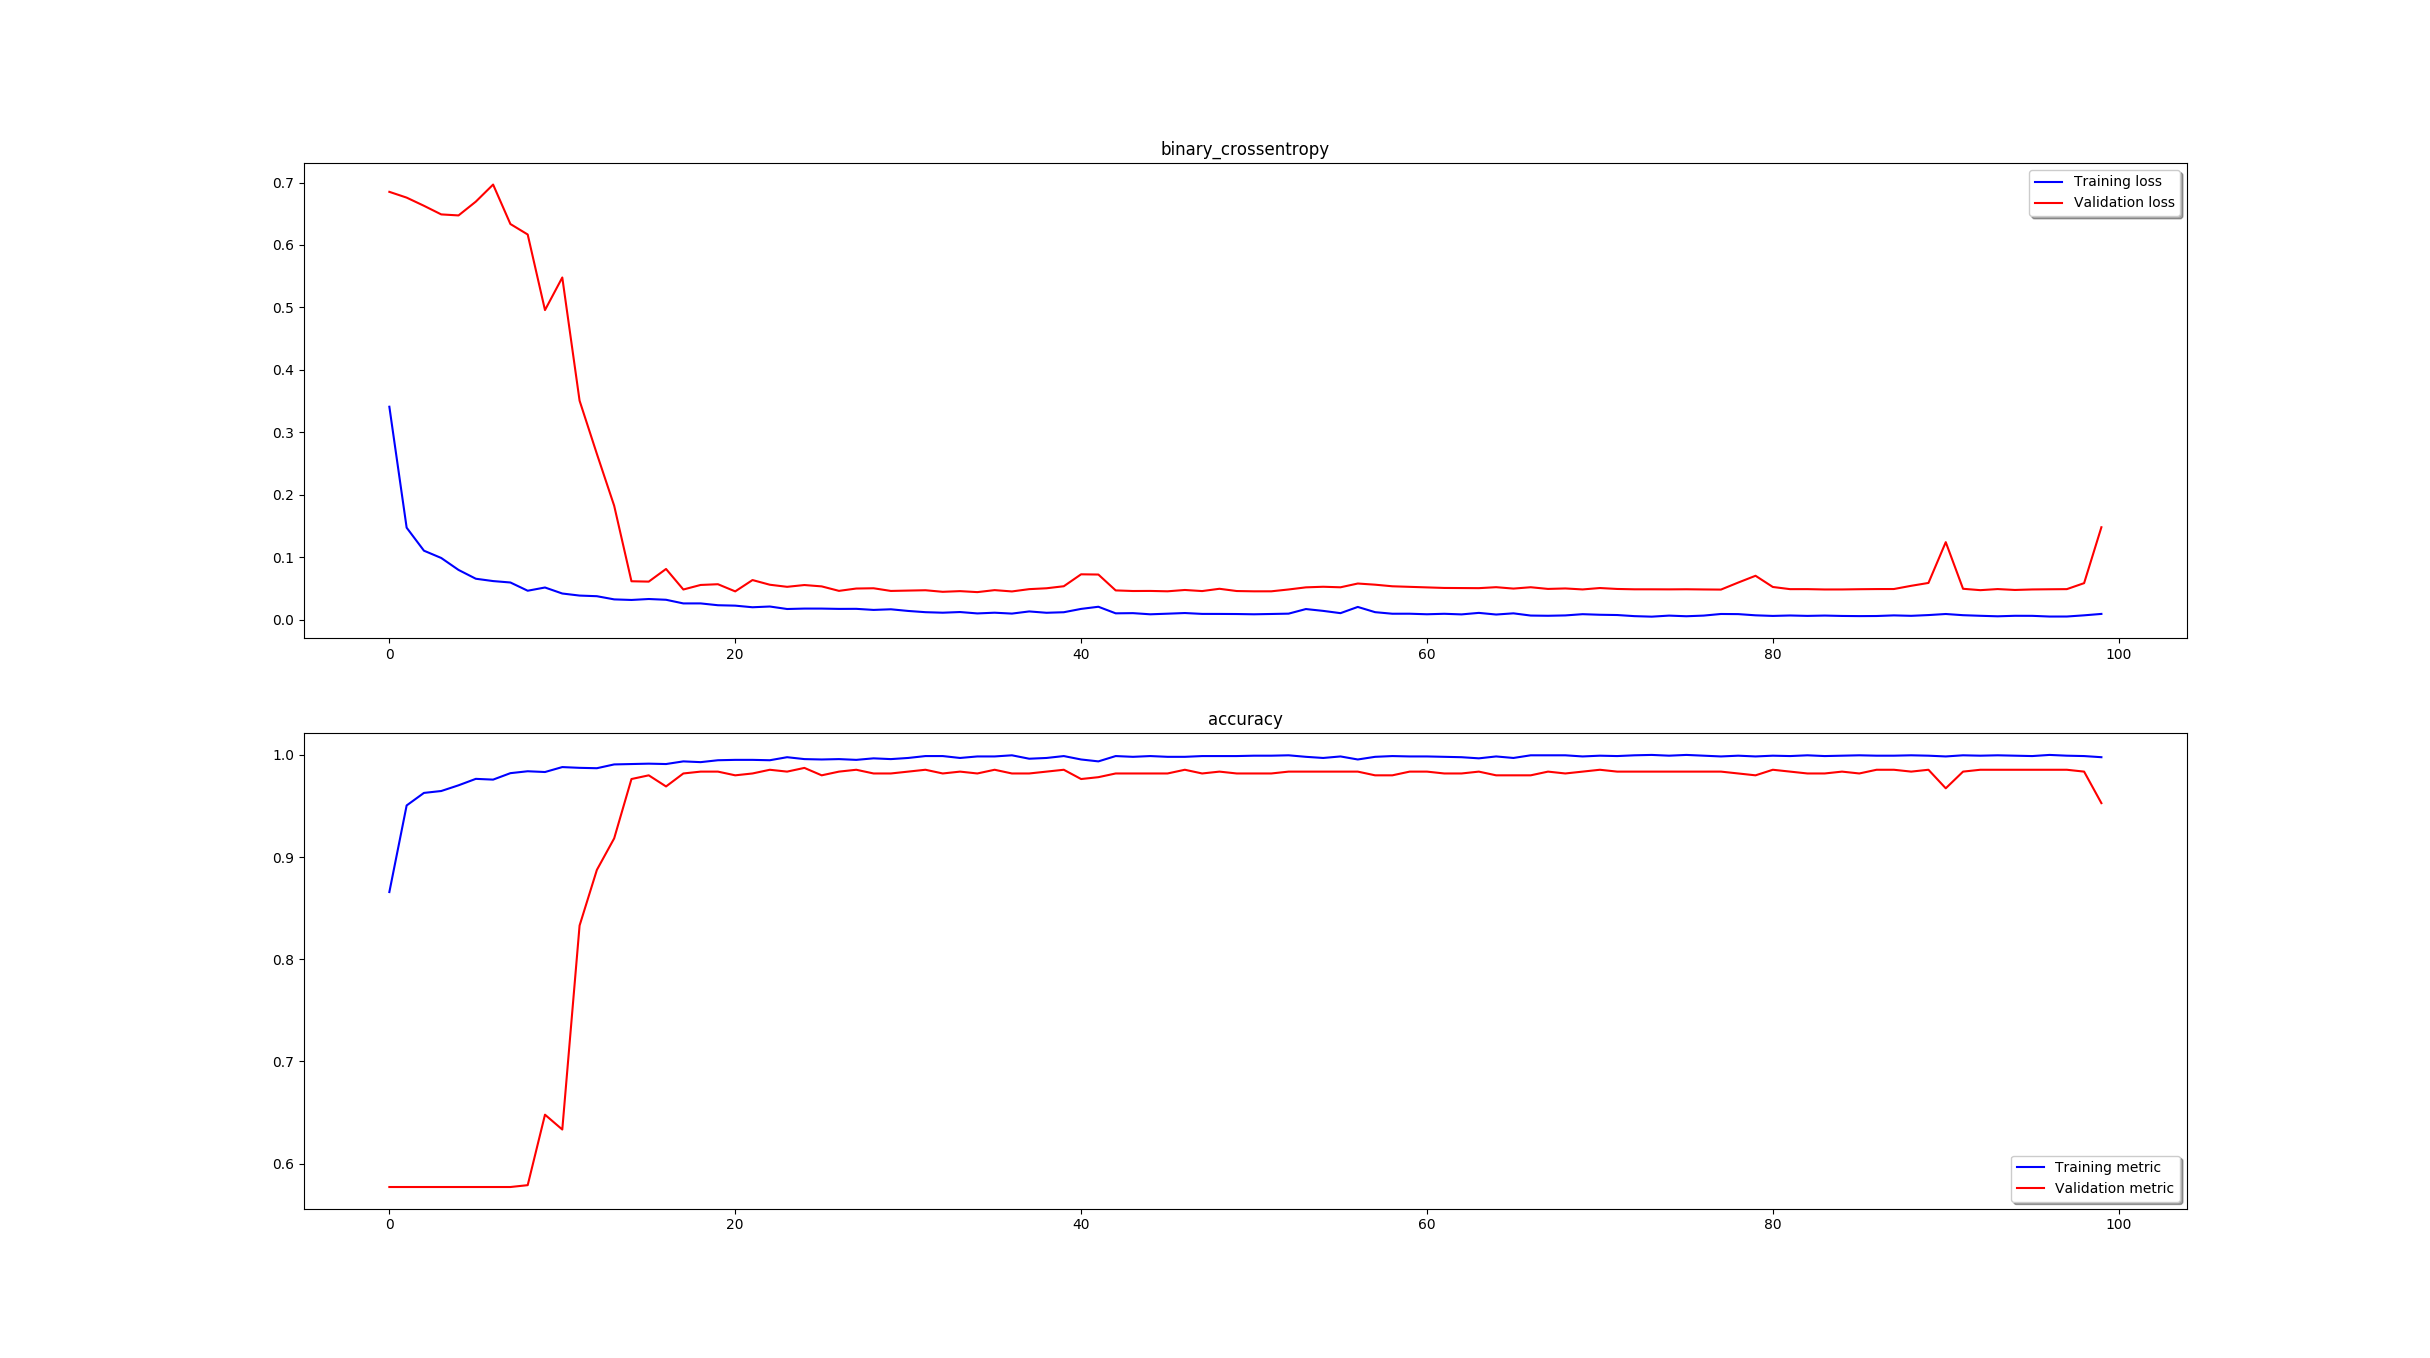 binary_crossentropy
0.7
0.6
0.5
0.4
0.3
0.2
0.1
0.0
Training loss
Validation loss
0 20 40 60 80 100
accuracy
1.0
0.9
0.8
0.7
0.6
Training metric
Validation metric
0 20 40 60 80 100